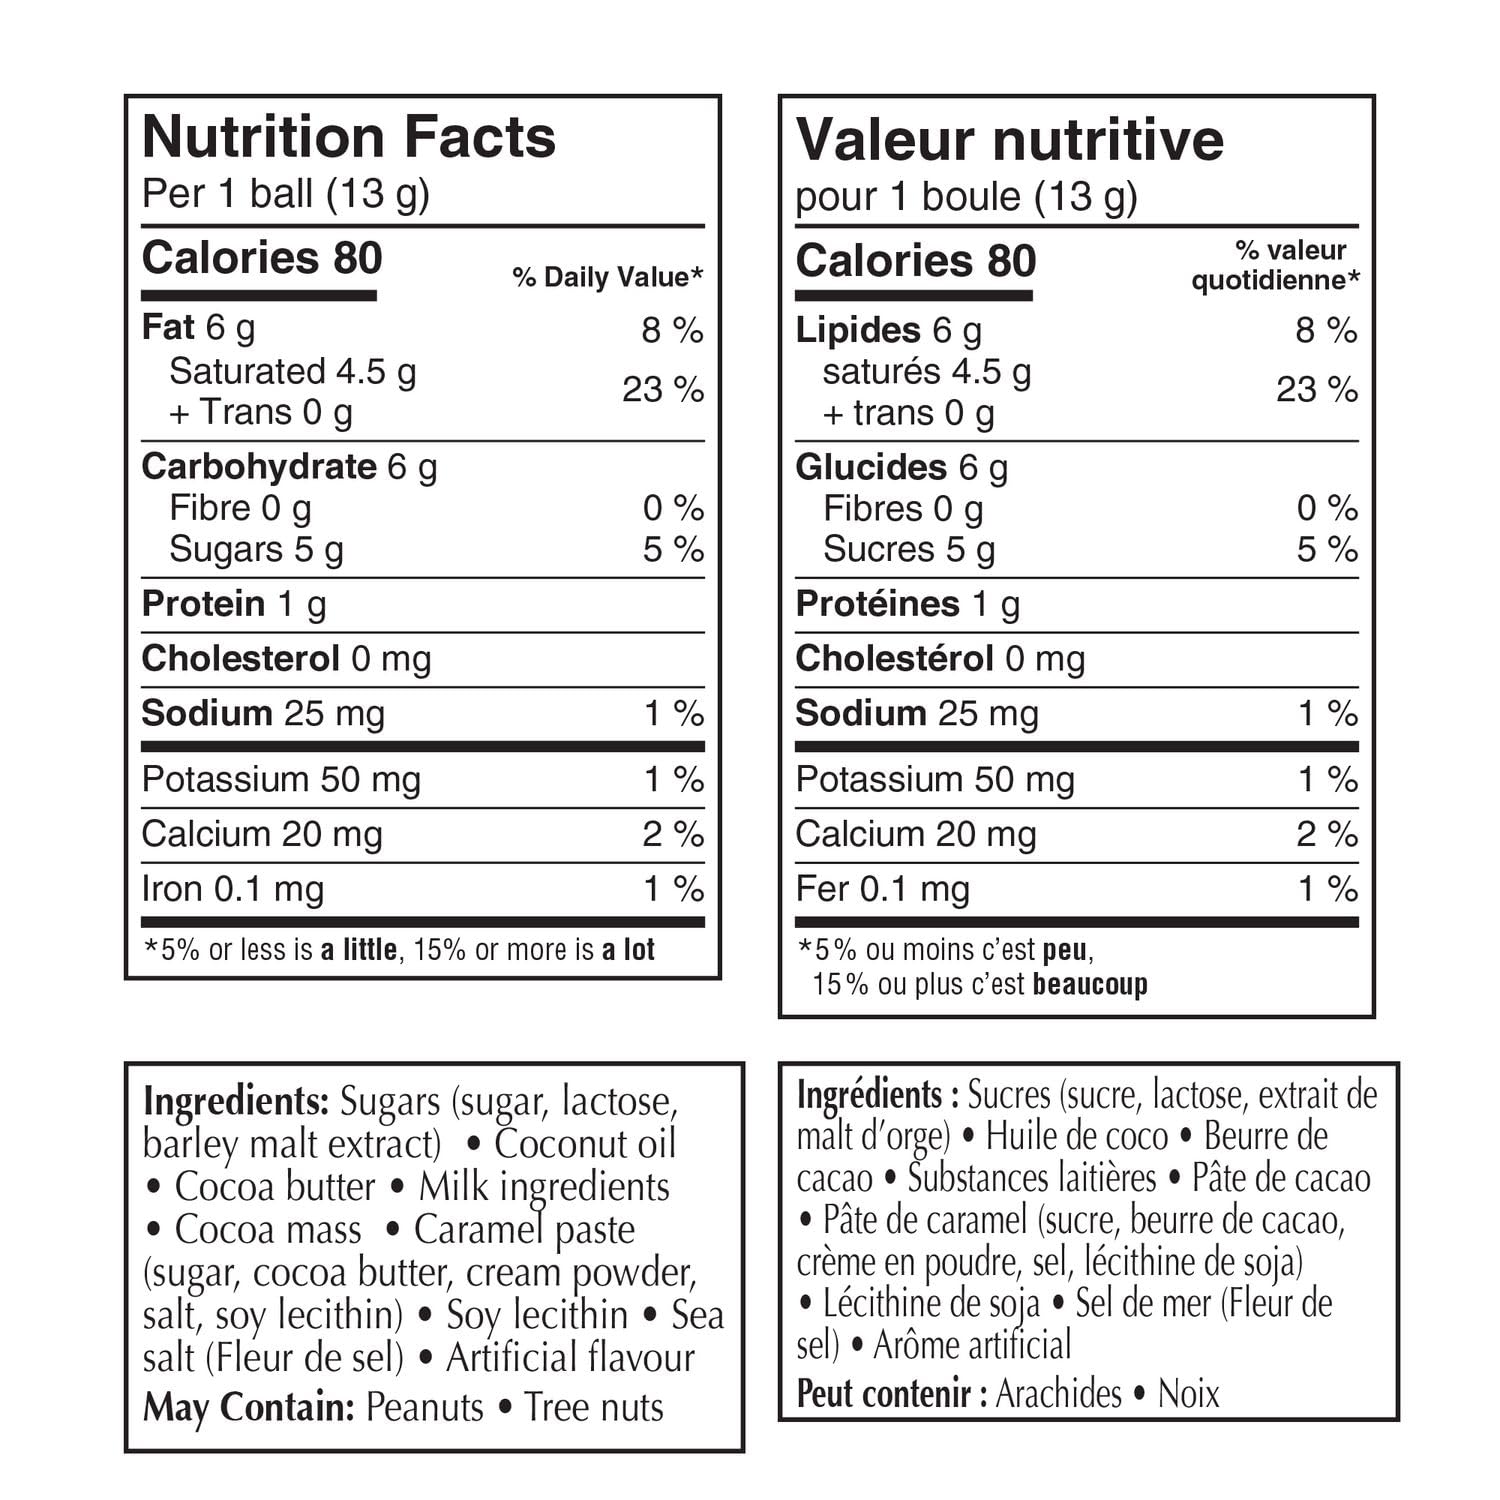 Nutrition Facts
Per 1 ball (13 g)
Calories 80
% Daily Value*
Fat 6 g 8 %
Saturated 4.5 g
+ Trans 0 g 23 %
Carbohydrate 6 g
Fibre 0 g 0 %
Sugars 5 g 5 %
Protein 1 g
Cholesterol 0 mg
Sodium 25 mg 1 %
Potassium 50 mg 1 %
Calcium 20 mg 2 %
Iron 0.1 mg 1 %
*5% or less is a little, 15% or more is a lot
Valeur nutritive
pour 1 boule (13 g)
Calories 80
% valeur
quotidienne*
Lipides 6 g 8 %
saturés 4.5 g
+ trans 0 g 23 %
Glucides 6 g
Fibres 0 g 0 %
Sucres 5 g 5 %
Protéines 1 g
Cholestérol 0 mg
Sodium 25 mg 1 %
Potassium 50 mg 1 %
Calcium 20 mg 2 %
Fer 0.1 mg 1 %
*5% ou moins c’est peu,
15% ou plus c’est beaucoup
Ingredients: Sugars (sugar, lactose,
barley malt extract) • Coconut oil
• Cocoa butter • Milk ingredients
• Cocoa mass • Caramel paste
(sugar, cocoa butter, cream powder,
salt, soy lecithin) • Soy lecithin • Sea
salt (Fleur de sel) • Artificial flavour
May Contain: Peanuts • Tree nuts
Ingrédients : Sucres (sucre, lactose, extrait de
malt d’orge) • Huile de coco • Beurre de
cacao • Substances laitières • Pâte de cacao
• Pâte de caramel (sucre, beurre de cacao,
crème en poudre, sel, lécithine de soja)
• Lécithine de soja • Sel de mer (Fleur de
sel) • Arôme artificial
Peut contenir : Arachides • Noix